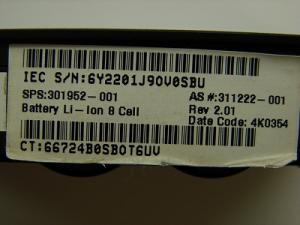 IEC S/N:6Y2201J90V0SBU
SPS:301952-001 AS #:311222-001
Battery Li-Ion 8 Cell Rev 2.01
Date Code: 4K0354
CT:66724B0SBOT6UV